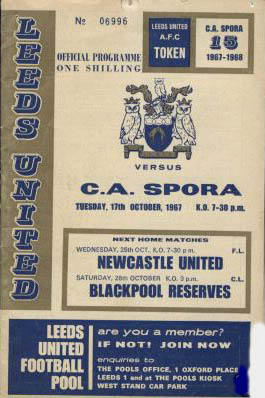 LEEDS UNITED
Nº 06996
OFFICIAL PROGRAMME
ONE SHILLING
LEEDS UNITED
A.F.C
TOKEN
C.A. SPORA
15
1967-1968
VERSUS
C.A. SPORA
TUESDAY, 17th OCTOBER, 1967 K.O. 7-30 p.m.
NEXT HOME MATCHES
WEDNESDAY, 25th OCT. K.O. 7-30 p.m. F.L.
NEWCASTLE UNITED
SATURDAY, 28th OCTOBER K.O. 3 p.m. C.L.
BLACKPOOL RESERVES
LEEDS
UNITED
FOOTBALL
POOL
are you a member?
IF NOT! JOIN NOW
enquiries to
THE POOLS OFFICE, 1 OXFORD PLACE
LEEDS 1 and at THE POOLS KIOSK
WEST STAND CAR PARK